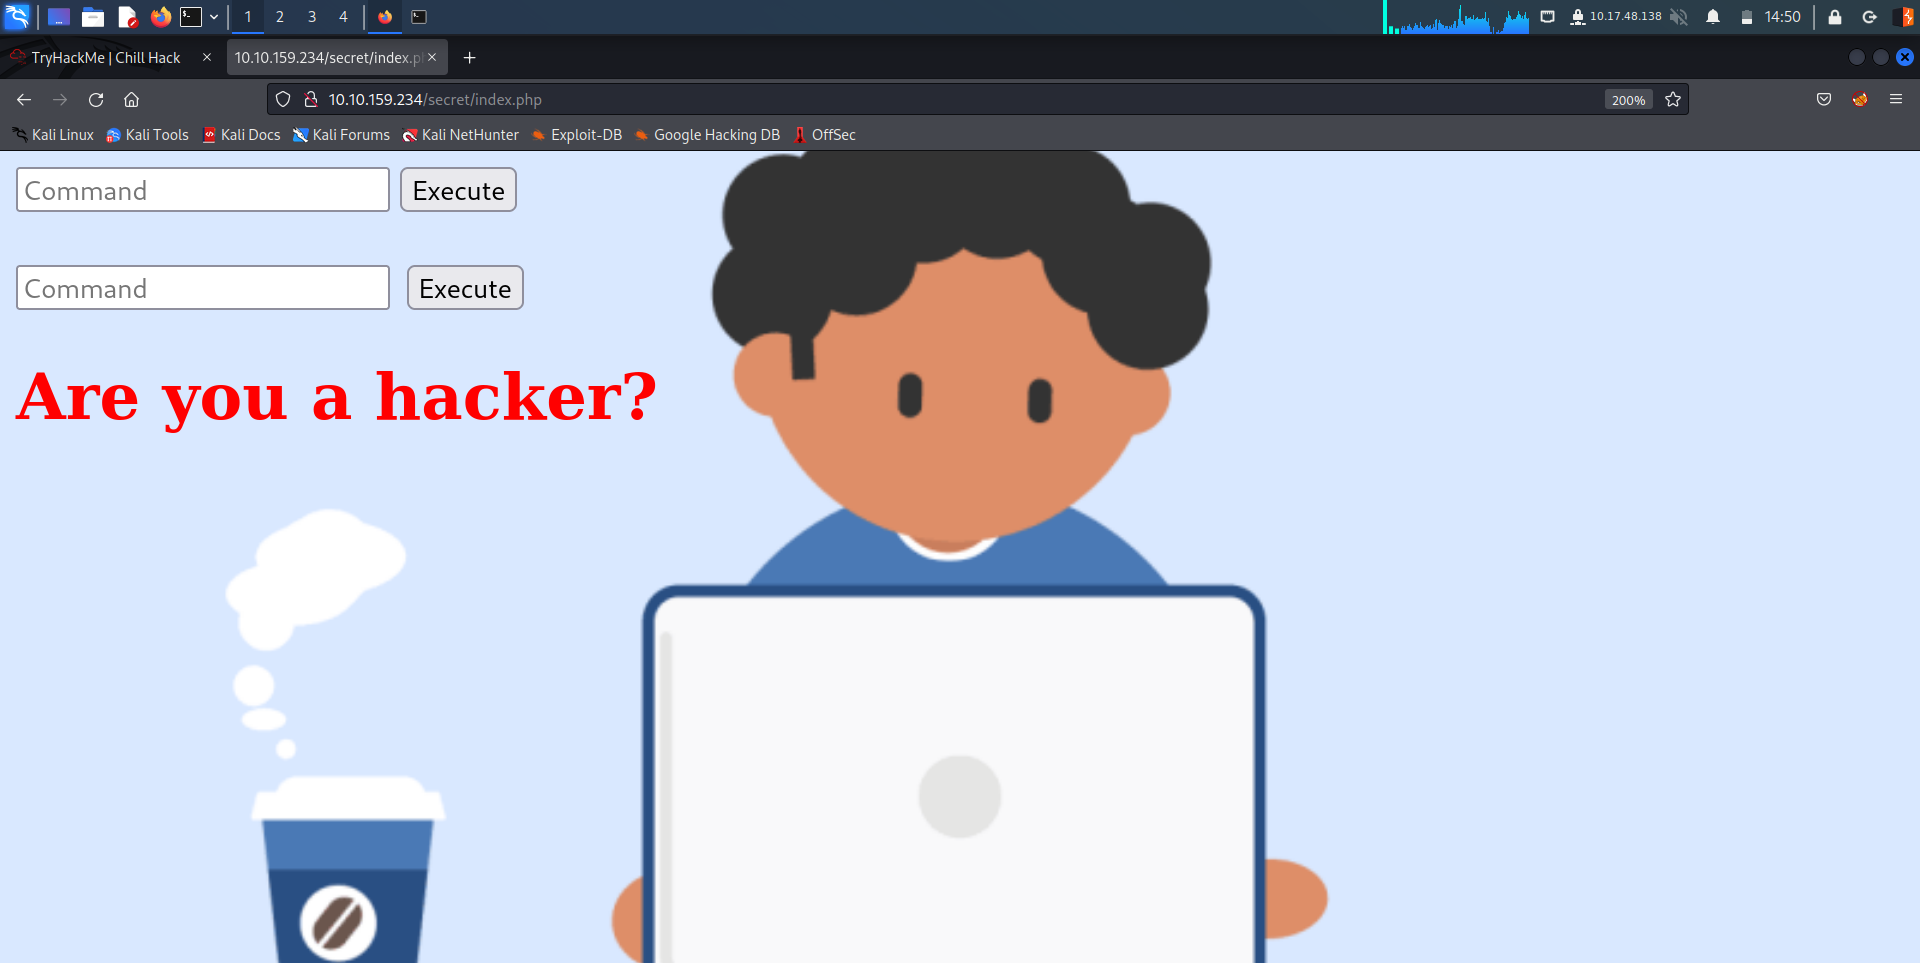 1 2 3 4 10.17.48.138 14:50
TryHackMe | Chill Hack 10.10.159.234/secret/index.p
10.10.159.234/secret/index.php 200%
Kali Linux Kali Tools Kali Docs Kali Forums Kali NetHunter Exploit-DB Google Hacking DB OffSec
Command Execute
Command Execute
Are you a hacker?